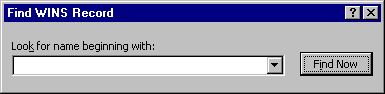 Find WINS Record
Look for name beginning with:
Find Now